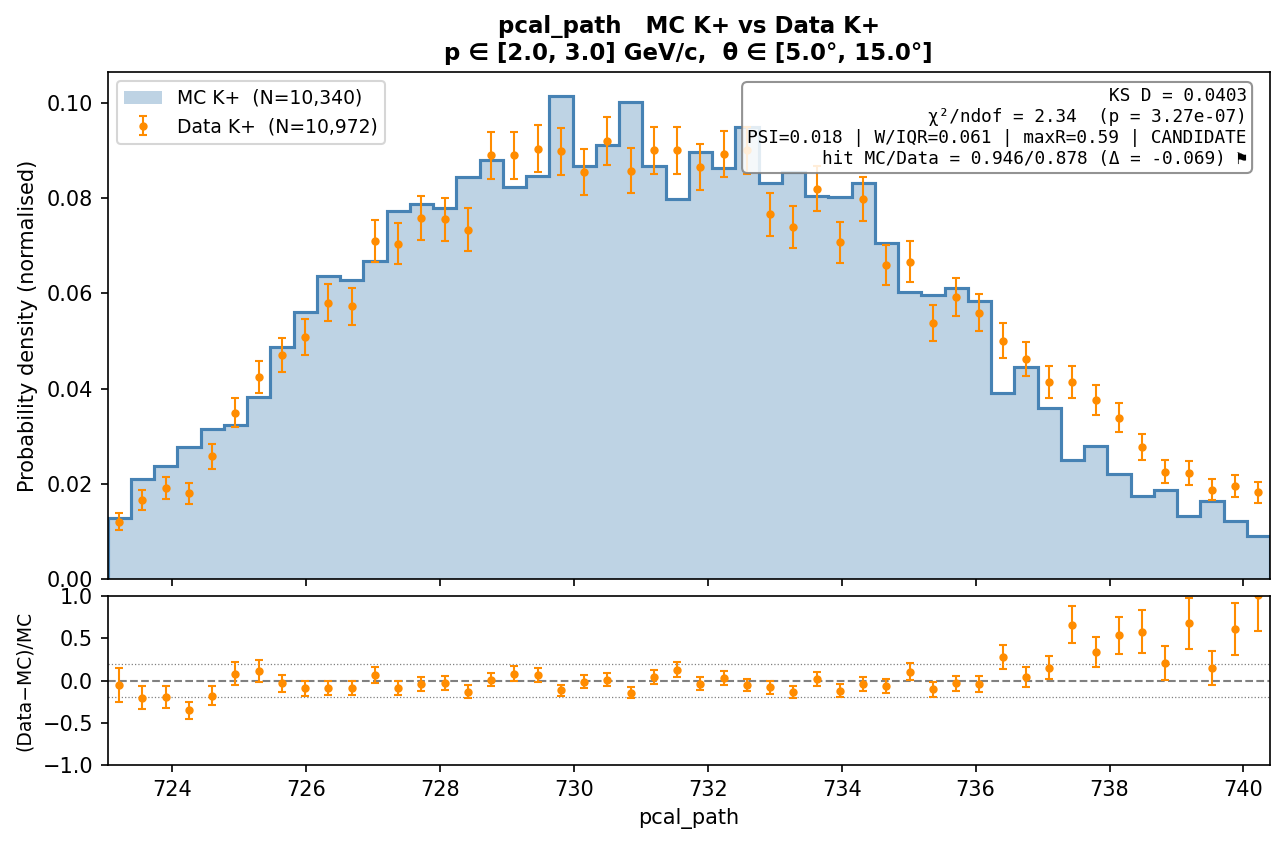 pcal_path   MC K+ vs Data K+
p ∈ [2.0, 3.0] GeV/c,  θ ∈ [5.0°, 15.0°]
MC K+  (N=10,340)
Data K+  (N=10,972)
KS D = 0.0403
χ²/ndof = 2.34  (p = 3.27e-07)
PSI=0.018 | W/IQR=0.061 | maxR=0.59 | CANDIDATE
hit MC/Data = 0.946/0.878 (Δ = -0.069) ⚑
Probability density (normalised)
0.10
0.08
0.06
0.04
0.02
0.00
(Data−MC)/MC
1.0
0.5
0.0
−0.5
−1.0
724 726 728 730 732 734 736 738 740
pcal_path